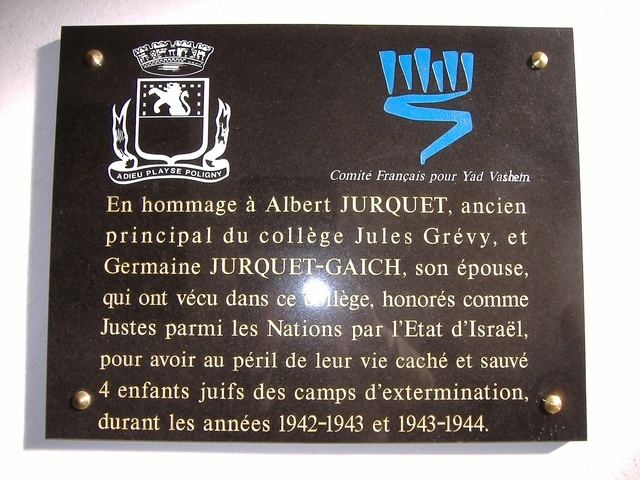 A DIEU PLAYSE POLIGNY
Comité Français pour Yad Vashem
En hommage à Albert JURQUET, ancien
principal du collège Jules Grévy, et
Germaine JURQUET-GAICH, son épouse,
qui ont vécu dans ce collège, honorés comme
Justes parmi les Nations par l'Etat d'Israël,
pour avoir au péril de leur vie caché et sauvé
4 enfants juifs des camps d'extermination,
durant les années 1942-1943 et 1943-1944.